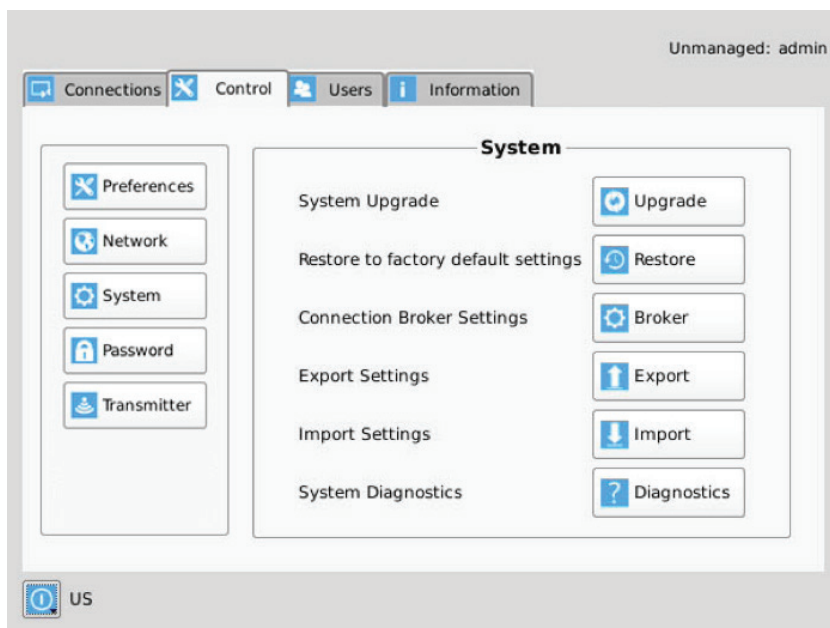 Unmanaged: admin
Connections Control Users Information
System
Preferences
Network
System
Password
Transmitter
System Upgrade Upgrade
Restore to factory default settings Restore
Connection Broker Settings Broker
Export Settings Export
Import Settings Import
System Diagnostics Diagnostics
US